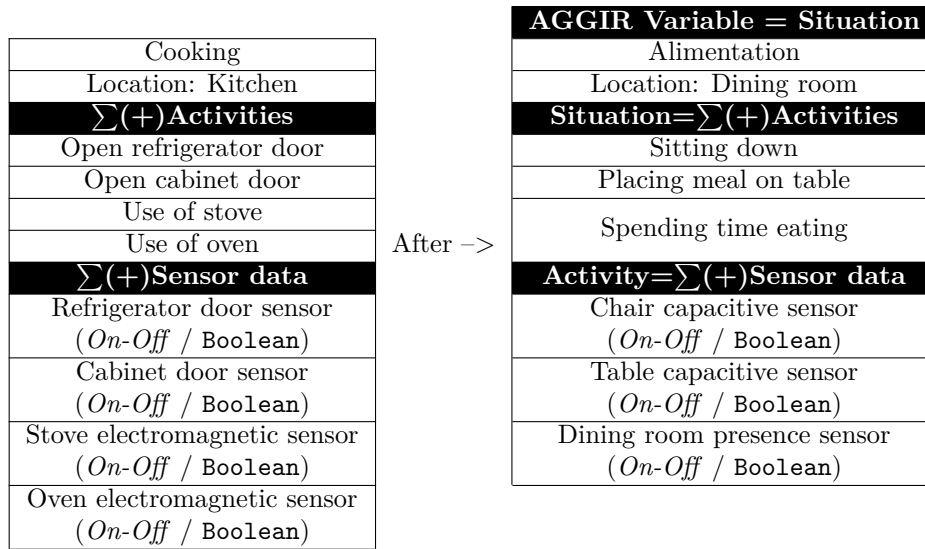 Cooking
Location: Kitchen
∑(+)Activities
Open refrigerator door
Open cabinet door
Use of stove
Use of oven
∑(+)Sensor data
Refrigerator door sensor
(On-Off / Boolean)
Cabinet door sensor
(On-Off / Boolean)
Stove electromagnetic sensor
(On-Off / Boolean)
Oven electromagnetic sensor
(On-Off / Boolean)
After –>
AGGIR Variable = Situation
Alimentation
Location: Dining room
Situation=∑(+)Activities
Sitting down
Placing meal on table
Spending time eating
Activity=∑(+)Sensor data
Chair capacitive sensor
(On-Off / Boolean)
Table capacitive sensor
(On-Off / Boolean)
Dining room presence sensor
(On-Off / Boolean)